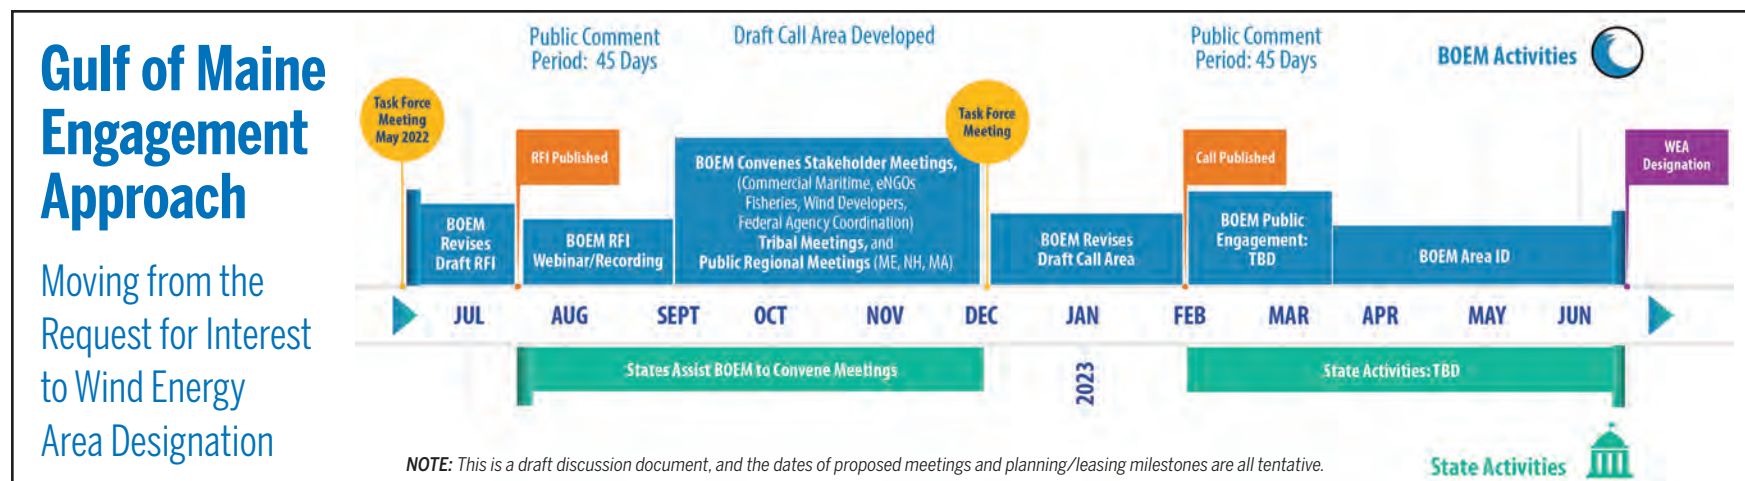 Gulf of Maine
Engagement
Approach
Moving from the
Request for Interest
to Wind Energy
Area Designation
Public Comment
Period: 45 Days
Draft Call Area Developed
Public Comment
Period: 45 Days
BOEM Activities
Task Force
Meeting
May 2022
RFI Published
Task Force
Meeting
Call Published
WEA
Designation
BOEM
Revises
Draft RFI
BOEM RFI
Webinar/Recording
BOEM Convenes Stakeholder Meetings,
(Commercial Maritime, eNGOs
Fisheries, Wind Developers,
Federal Agency Coordination)
Tribal Meetings, and
Public Regional Meetings (ME, NH, MA)
BOEM Revises
Draft Call Area
BOEM Public
Engagement:
TBD
BOEM Area ID
JUL AUG SEPT OCT NOV DEC JAN FEB MAR APR MAY JUN
States Assist BOEM to Convene Meetings
2023
State Activities: TBD
NOTE: This is a draft discussion document, and the dates of proposed meetings and planning/leasing milestones are all tentative.
State Activities